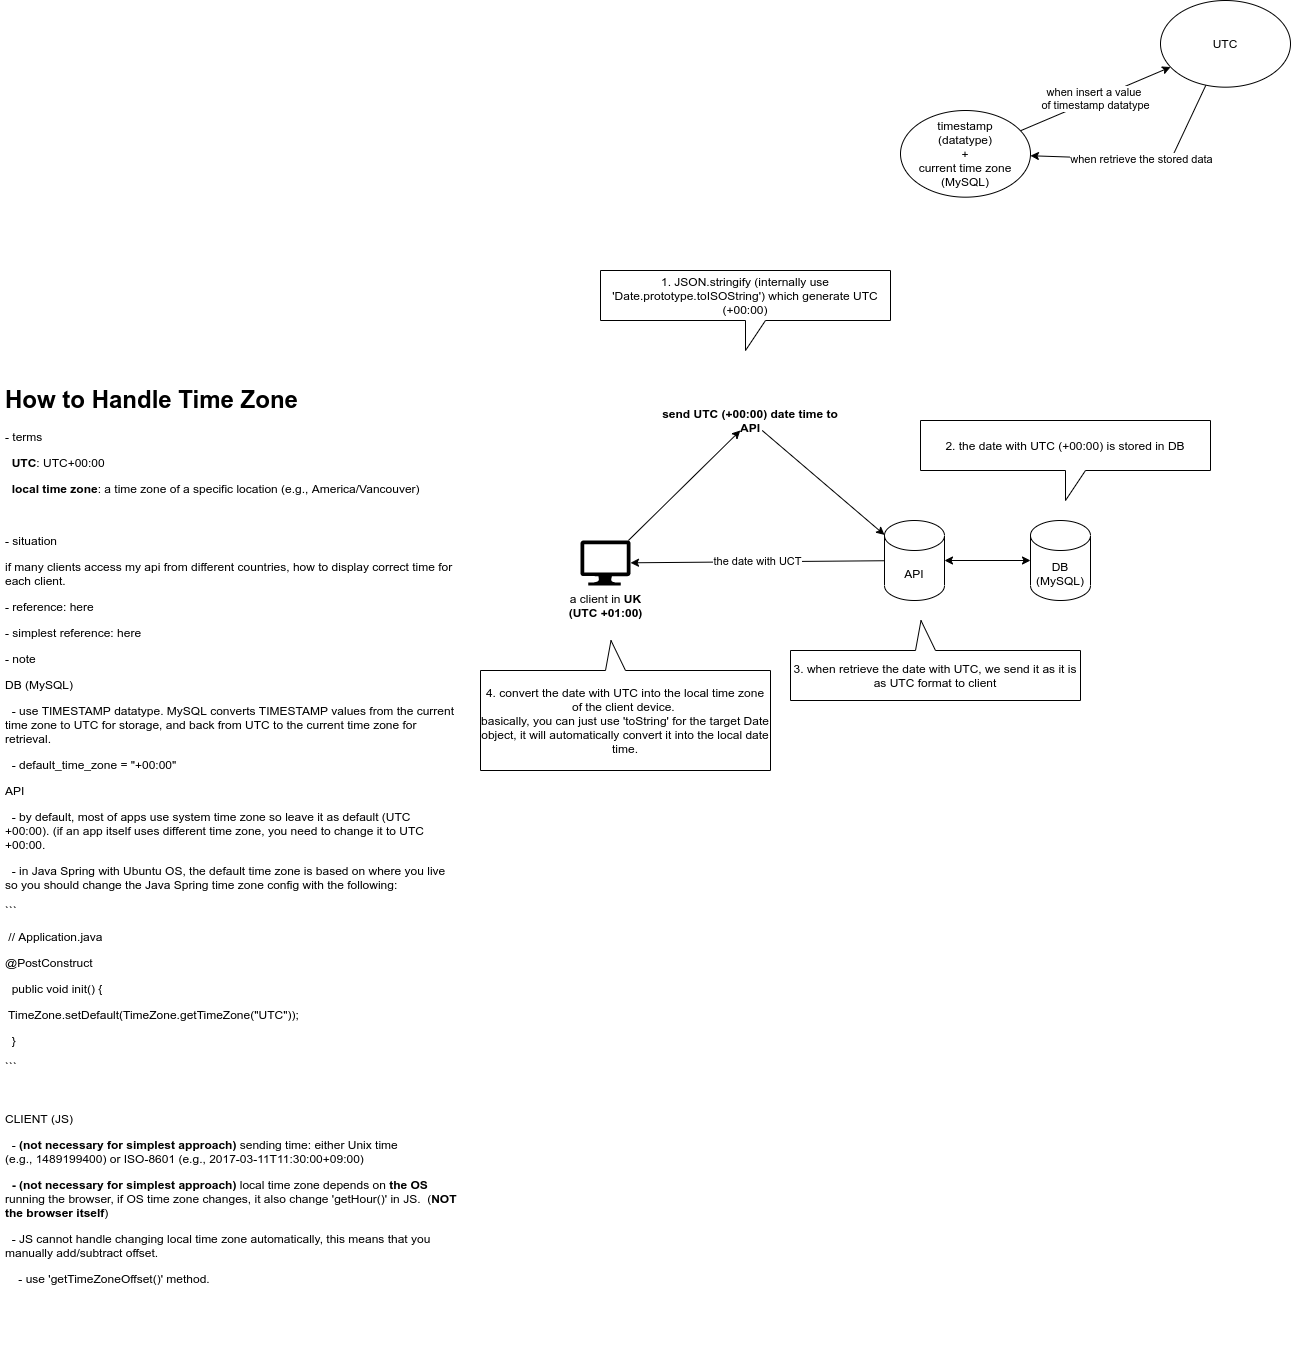 UTC
when insert a value
of timestamp datatype
timestamp
(datatype)
+
current time zone
(MySQL)
when retrieve the stored data
1. JSON.stringify (internally use
'Date.prototype.toISOString') which generate UTC
(+00:00)
How to Handle Time Zone
- terms
UTC: UTC+00:00
local time zone: a time zone of a specific location (e.g., America/Vancouver)
- situation
if many clients access my api from different countries, how to display correct time for
each client.
- reference: here
- simplest reference: here
- note
DB (MySQL)
- use TIMESTAMP datatype. MySQL converts TIMESTAMP values from the current
time zone to UTC for storage, and back from UTC to the current time zone for
retrieval.
- default_time_zone = "+00:00"
API
- by default, most of apps use system time zone so leave it as default (UTC
+00:00). (if an app itself uses different time zone, you need to change it to UTC
+00:00.
- in Java Spring with Ubuntu OS, the default time zone is based on where you live
so you should change the Java Spring time zone config with the following:
```
// Application.java
@PostConstruct
public void init() {
TimeZone.setDefault(TimeZone.getTimeZone("UTC"));
}
```
CLIENT (JS)
- (not necessary for simplest approach) sending time: either Unix time
(e.g., 1489199400) or ISO-8601 (e.g., 2017-03-11T11:30:00+09:00)
- (not necessary for simplest approach) local time zone depends on the OS
running the browser, if OS time zone changes, it also change 'getHour()' in JS. (NOT
the browser itself)
- JS cannot handle changing local time zone automatically, this means that you
manually add/subtract offset.
- use 'getTimeZoneOffset()' method.
send UTC (+00:00) date time to
API
2. the date with UTC (+00:00) is stored in DB
the date with UCT
API
DB
(MySQL)
a client in UK
(UTC +01:00)
3. when retrieve the date with UTC, we send it as it is
as UTC format to client
4. convert the date with UTC into the local time zone
of the client device.
basically, you can just use 'toString' for the target Date
object, it will automatically convert it into the local date
time.